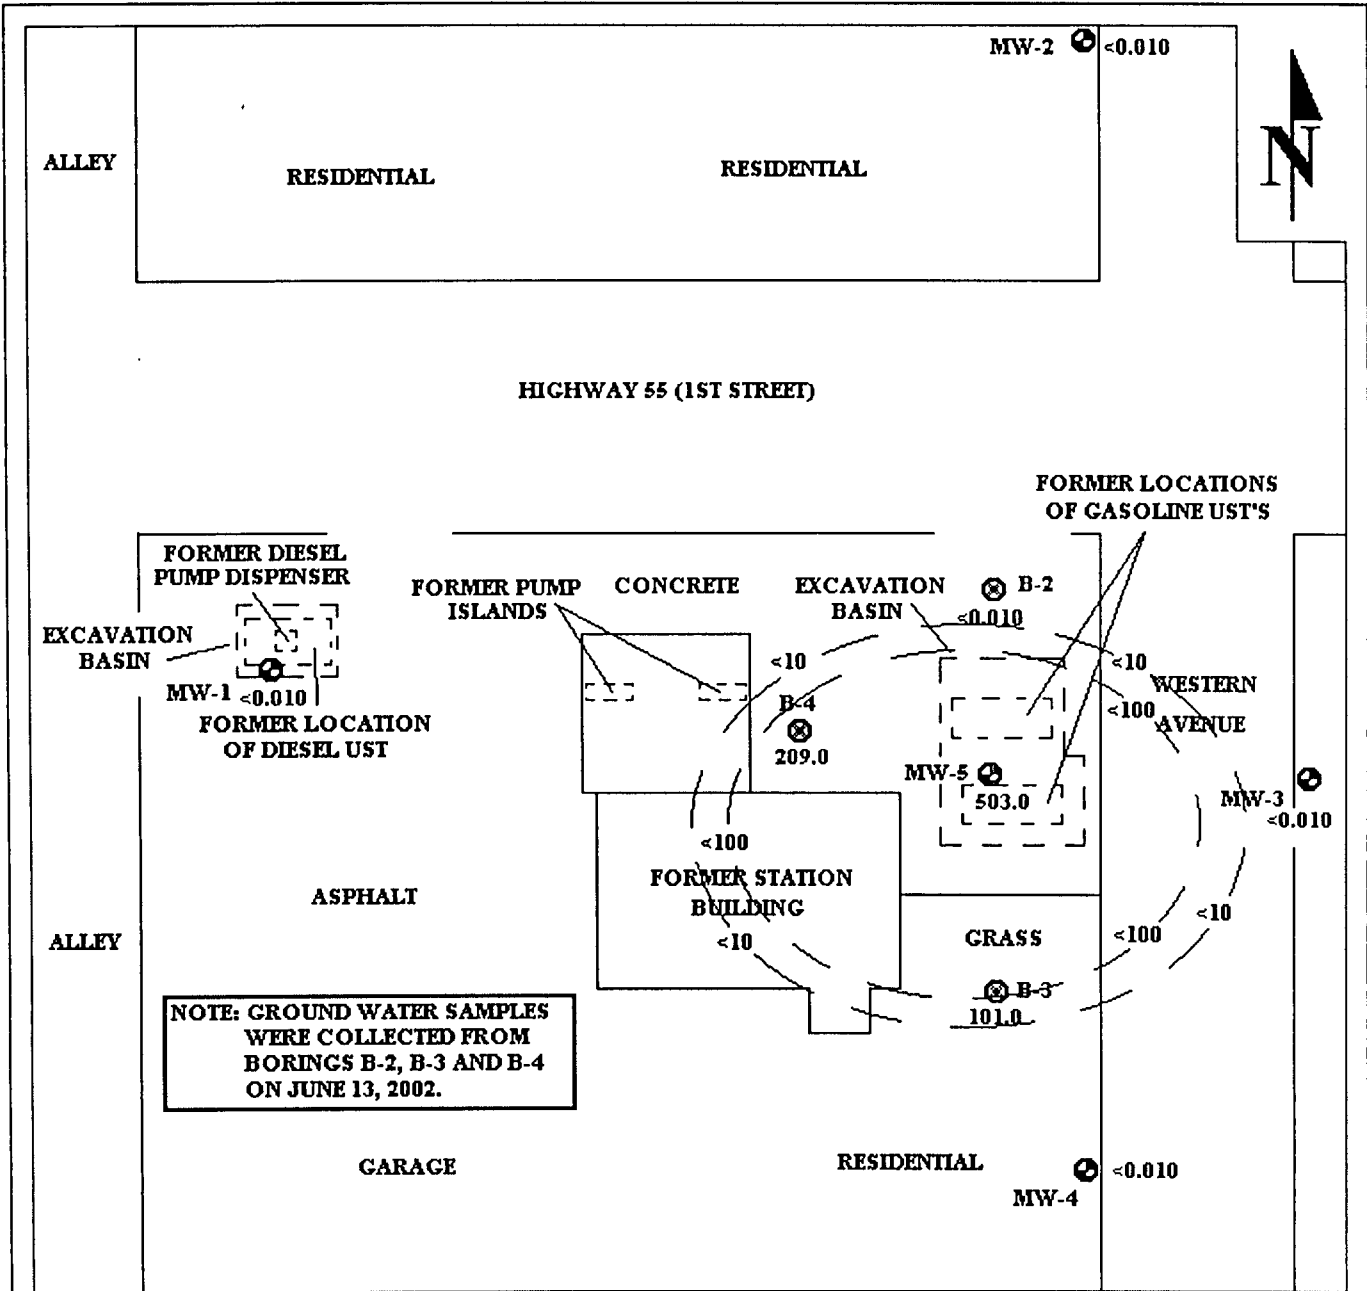 MW-2 <0.010
N
ALLEY
RESIDENTIAL
RESIDENTIAL
HIGHWAY 55 (1ST STREET)
FORMER LOCATIONS
OF GASOLINE UST'S
FORMER DIESEL
PUMP DISPENSER
EXCAVATION
BASIN
MW-1 <0.010
FORMER LOCATION
OF DIESEL UST
FORMER PUMP
ISLANDS
CONCRETE
EXCAVATION
BASIN
B-2
<0.010
<10
<10
<100
WESTERN
AVENUE
B-4
209.0
MW-5
503.0
MW-3
<0.010
<100
FORMER STATION
BUILDING
<10
ASPHALT
ALLEY
GRASS
<10
<100
B-3
101.0
NOTE: GROUND WATER SAMPLES
WERE COLLECTED FROM
BORINGS B-2, B-3 AND B-4
ON JUNE 13, 2002.
GARAGE
RESIDENTIAL
<0.010
MW-4